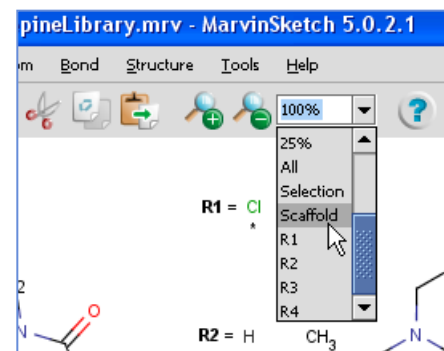 pineLibrary.mrv - MarvinSketch 5.0.2.1
m Bond Structure Tools Help
100%
25%
All
Selection
Scaffold
R1
R2
R3
R4
R1 = Cl
*
2
N
O
R2 = H CH3
N